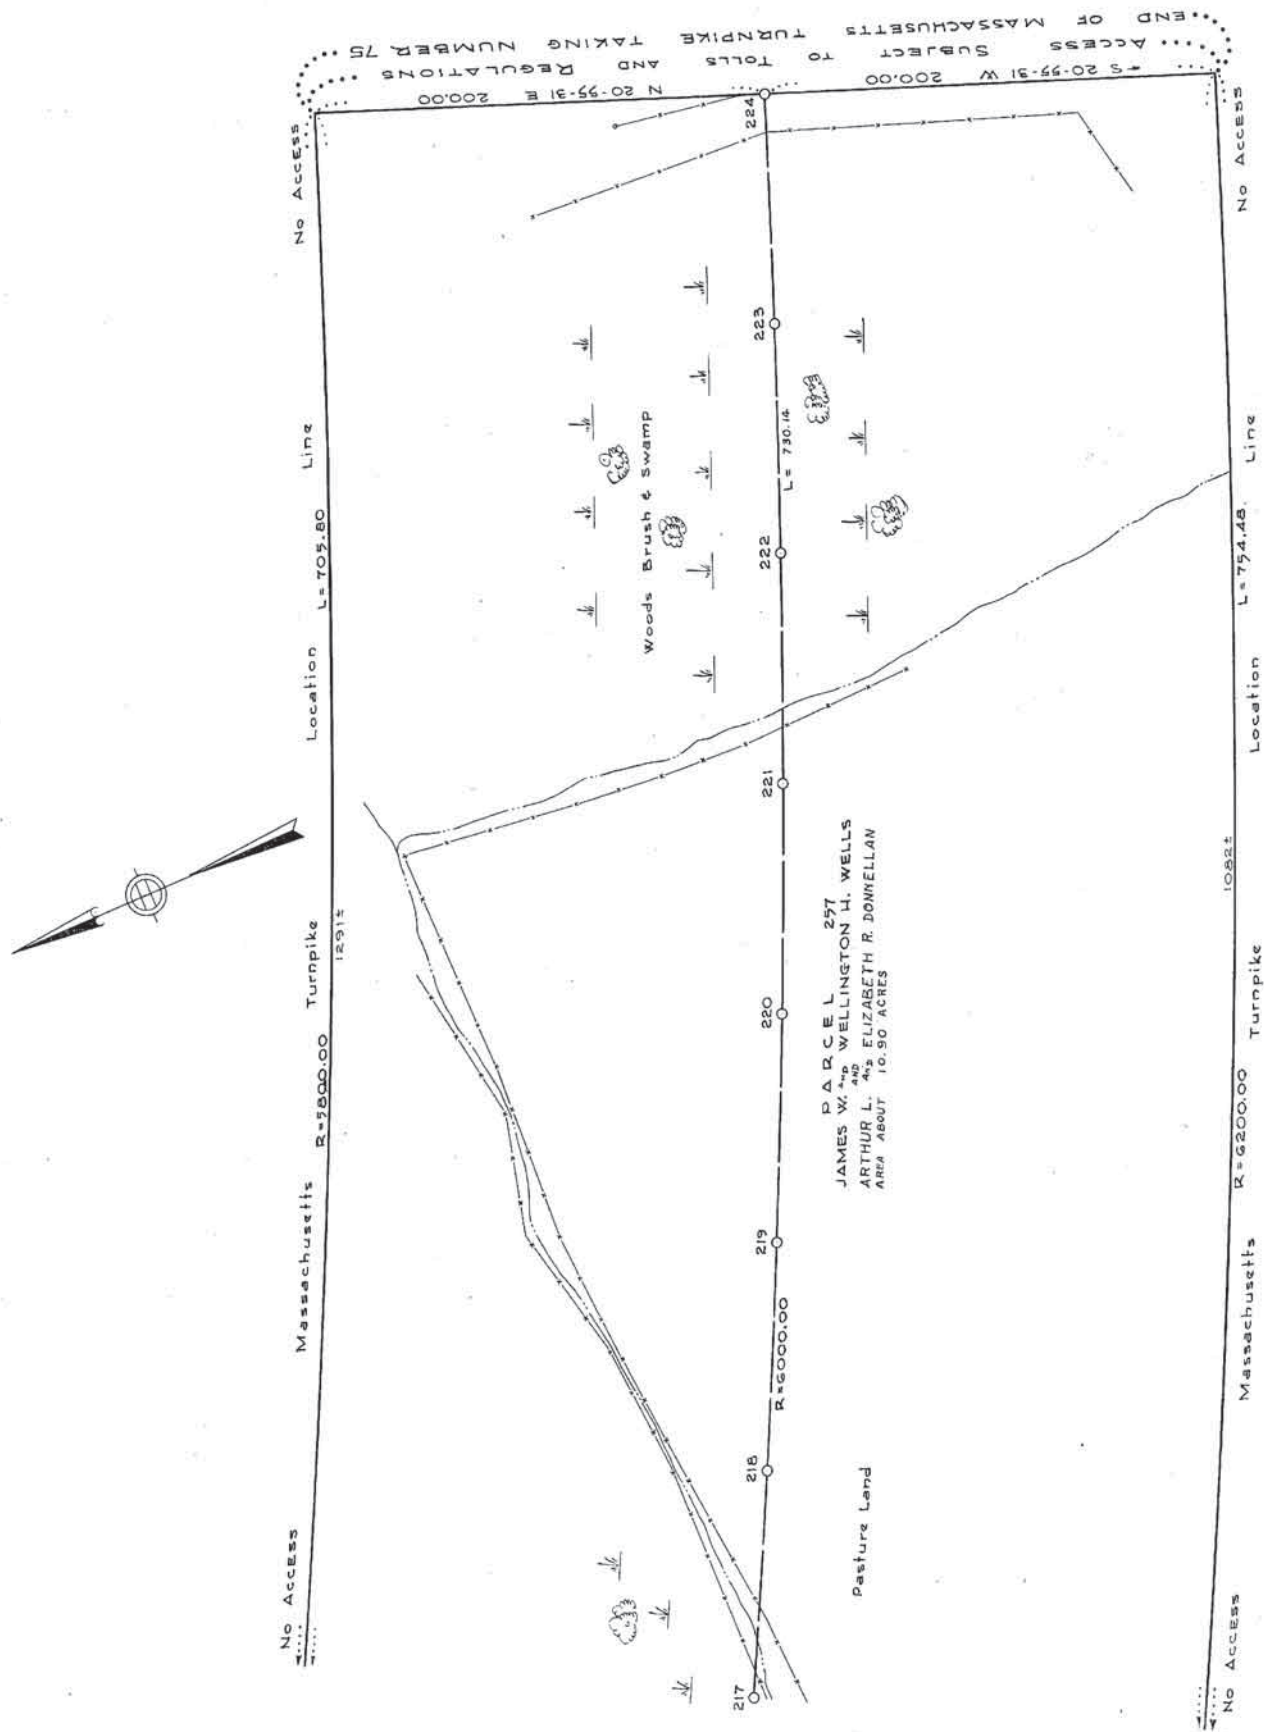 END OF MASSACHUSETTS TURNPIKE TAKING NUMBER 75
ACCESS SUBJECT TO TOLLS AND REGULATIONS
S 20-55-31 W 200.00
N 20-55-31 E 200.00
No Access
No Access
Massachusetts R=5800.00 Turnpike Location L=705.80 Line
1291±
No Access
Woods Brush & Swamp
217
218
219
220
221
222
223
224
R=6000.00
L= 730.14
PARCEL 257
JAMES W. AND WELLINGTON H. WELLS
AND
ARTHUR L. AND ELIZABETH R. DONNELLAN
AREA ABOUT 10.90 ACRES
Pasture Land
1082±
No Access
Massachusetts R=6200.00 Turnpike Location L=754.48 Line